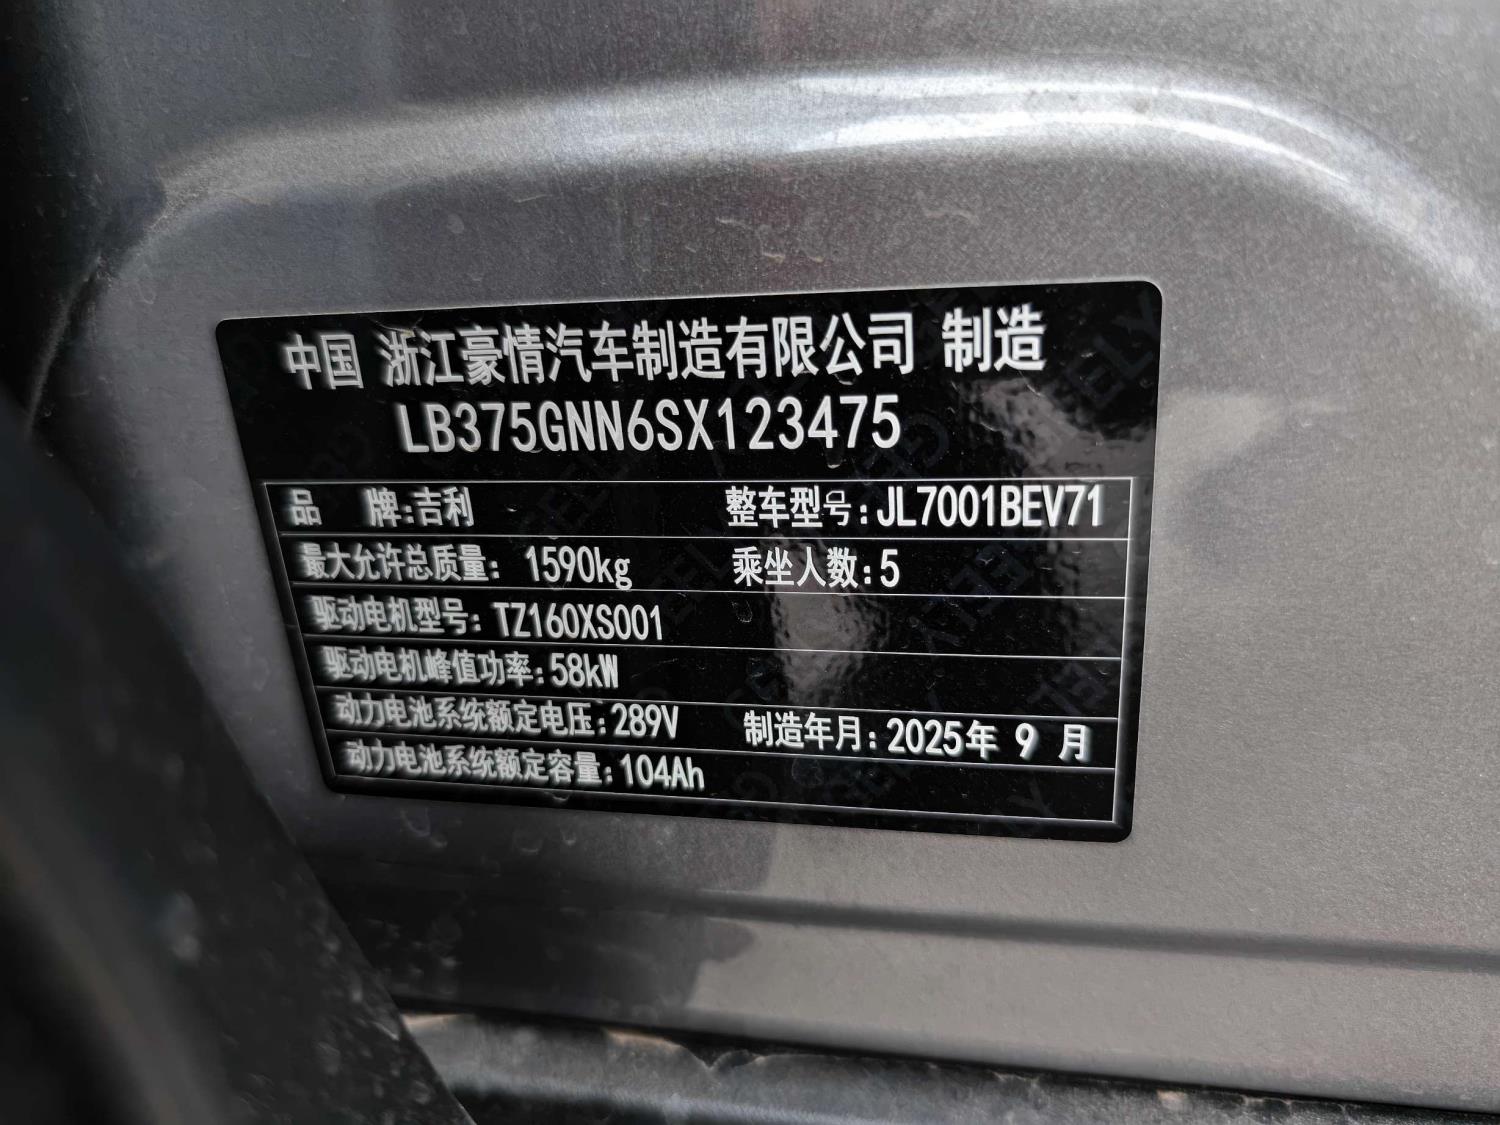 中国 浙江豪情汽车制造有限公司 制造
LB375GNN6SX123475
品 牌:吉利 整车型号:JL7001BEV71
最大允许总质量: 1590kg 乘坐人数:5
驱动电机型号: TZ160XS001
驱动电机峰值功率:58kW
动力电池系统额定电压:289V 制造年月:2025年 9 月
动力电池系统额定容量:104Ah